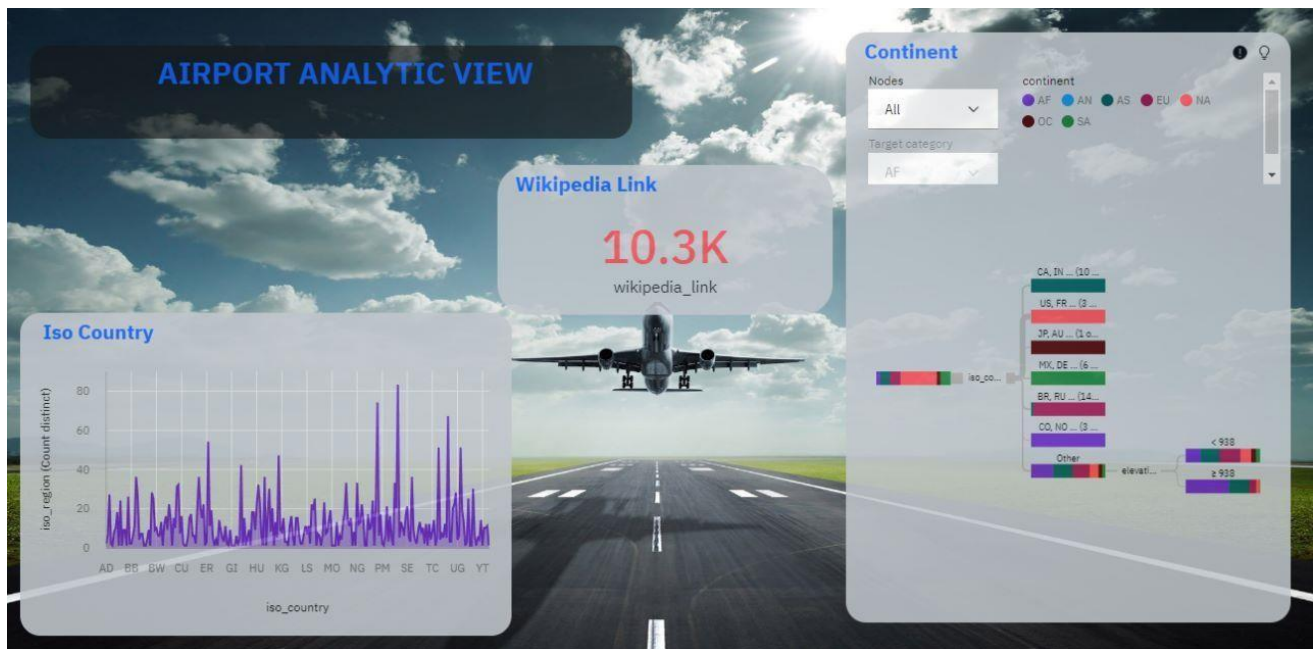 AIRPORT ANALYTIC VIEW
Wikipedia Link
10.3K
wikipedia_link
Iso Country
iso_region (Count distinct)
80
60
40
20
0
AD BB BW CU ER GI HU KG LS MO NG PM SE TC UG YT
iso_country
Continent
Nodes
All
Target category
AF
continent
AF AN AS EU NA
OC SA
CA, IN ... (10 ...
US, FR ... (3 ...
JP, AU ... (1 o...
MX, DE ... (6 ...
BR, RU ... (14...
CO, NO ... (3 ...
Other
iso_co...
elevati...
< 938
≥ 938